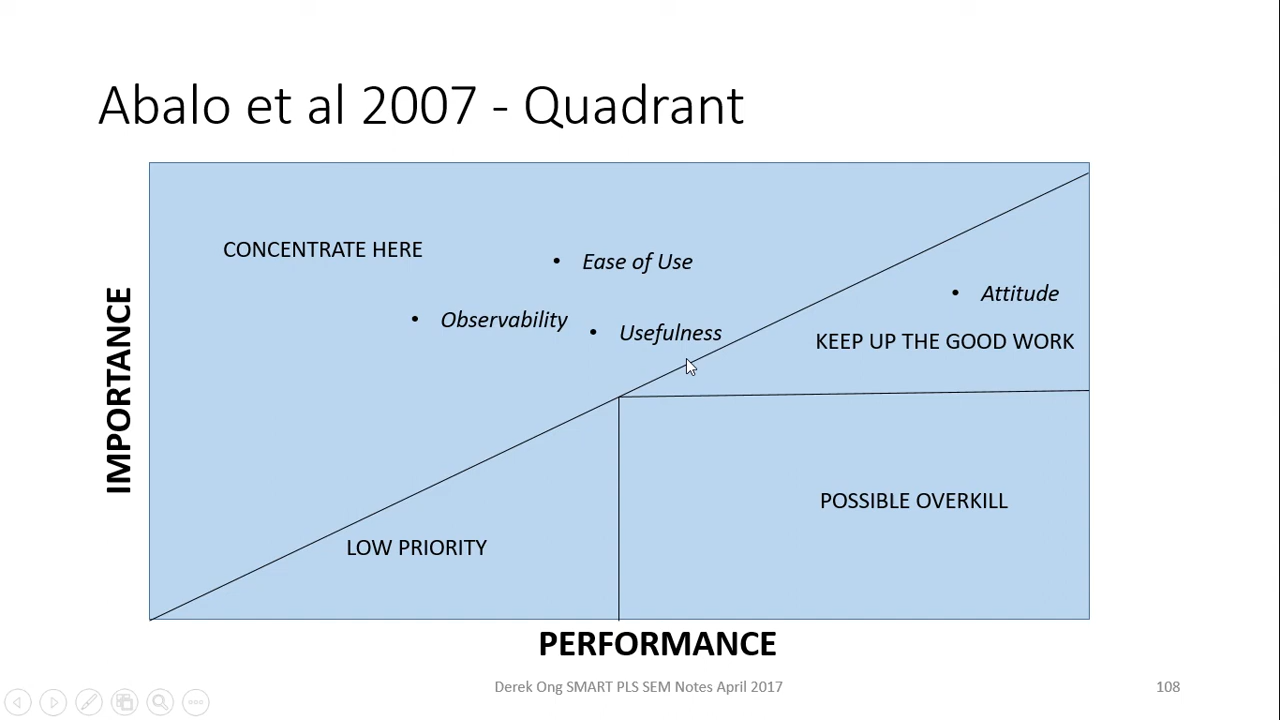 Abalo et al 2007 - Quadrant
CONCENTRATE HERE
• Ease of Use
• Attitude
• Observability
• Usefulness
KEEP UP THE GOOD WORK
IMPORTANCE
POSSIBLE OVERKILL
LOW PRIORITY
PERFORMANCE
Derek Ong SMART PLS SEM Notes April 2017
108